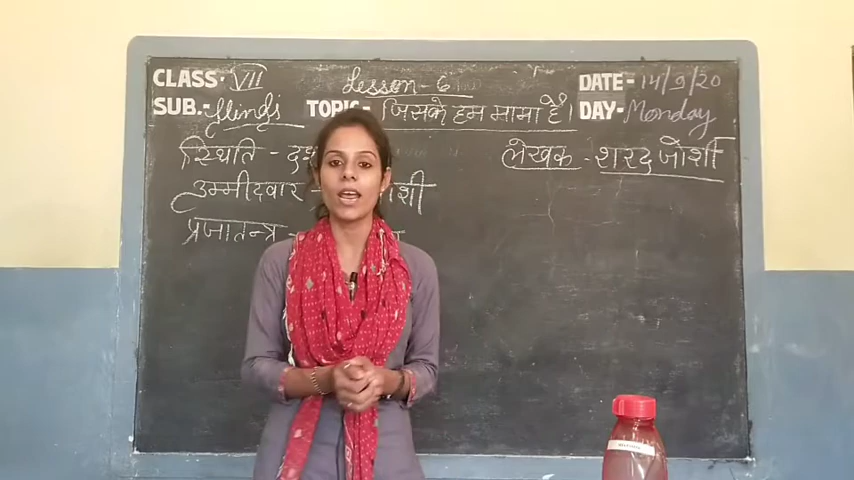 CLASS- VII
Lesson - 6
DATE- 14/9/20
SUB.- Hindi
TOPIC- जिसके हम मामा हैं।
DAY- Monday
स्थिति -
लेखक - शरद जोशी
उम्मीदवार -
प्रजातन्त्र -